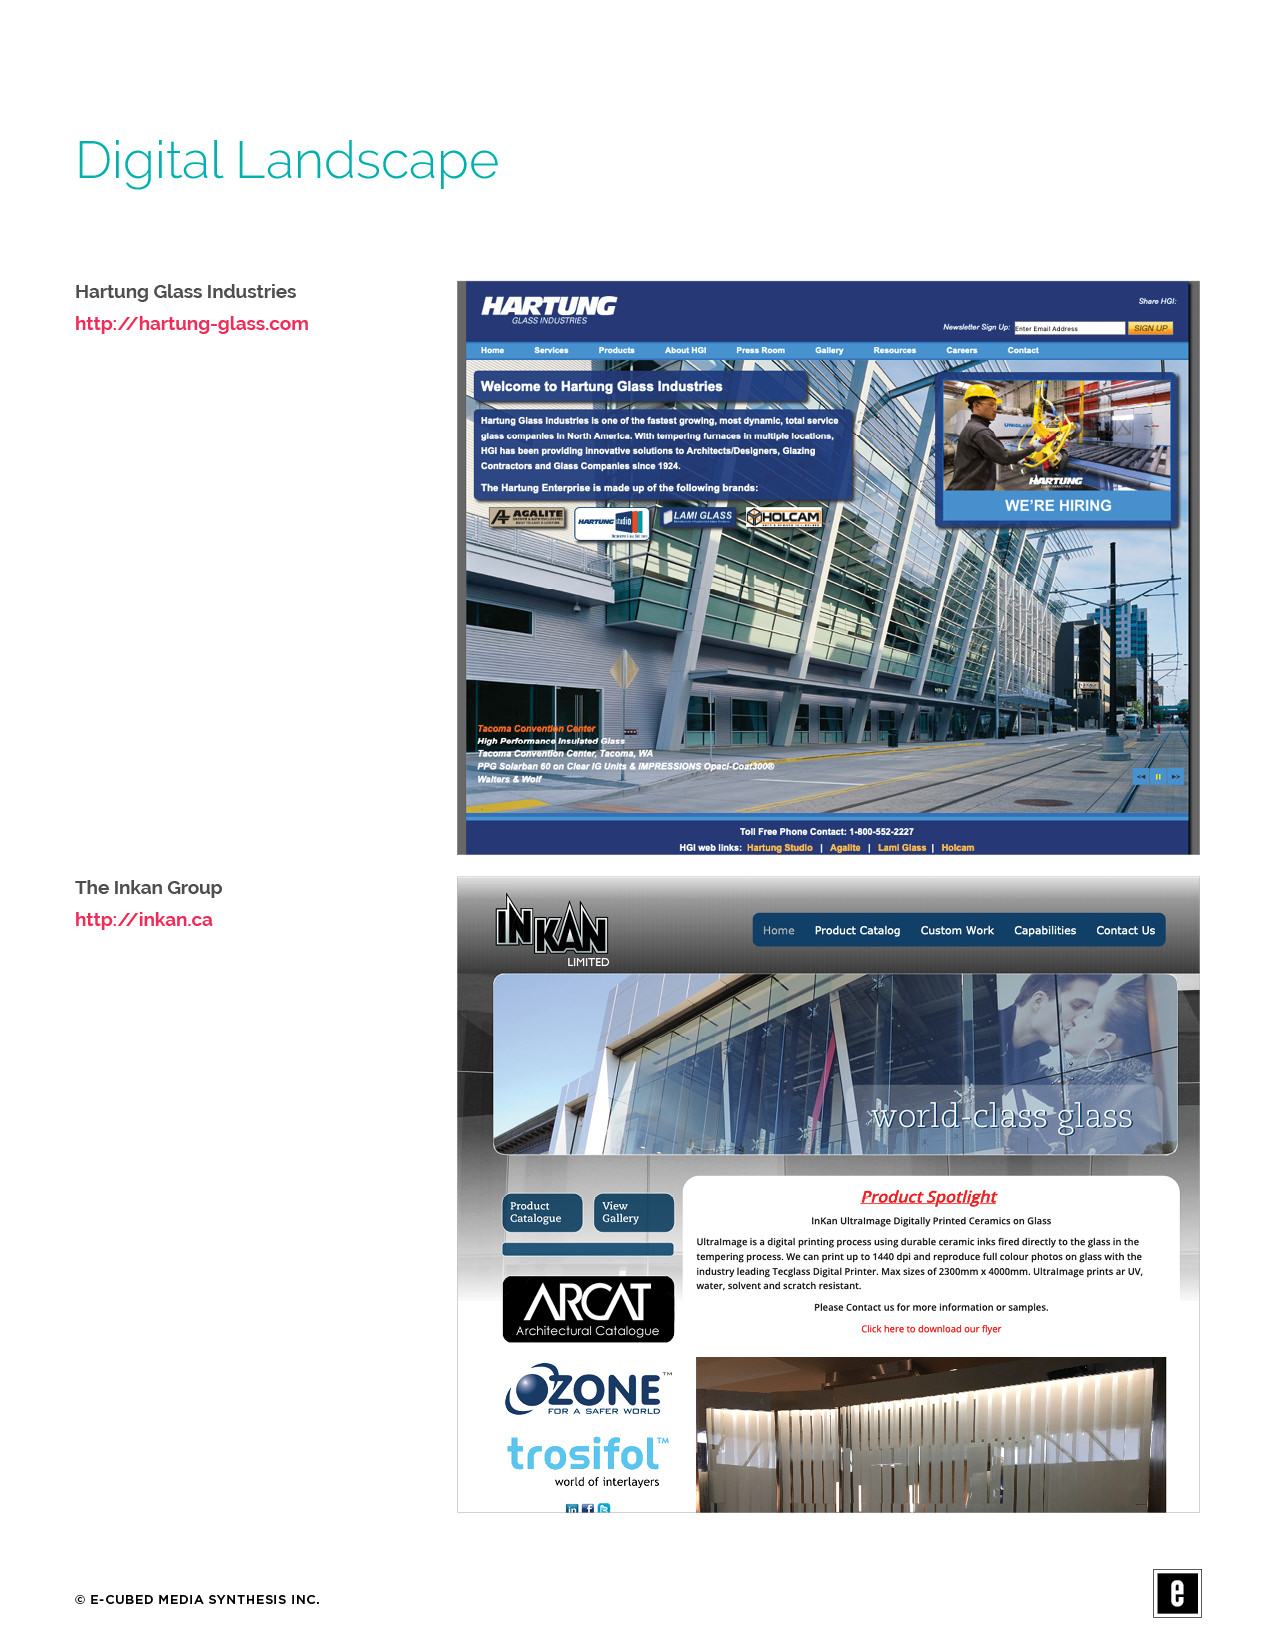 Digital Landscape
Hartung Glass Industries
http://hartung-glass.com
HARTUNG
GLASS INDUSTRIES
Share HGI:
Newsletter Sign Up: Enter Email Address SIGN UP
Home Services Products About HGI Press Room Gallery Resources Careers Contact
Welcome to Hartung Glass Industries
Hartung Glass Industries is one of the fastest growing, most dynamic, total service
glass companies in North America. With tempering furnaces in multiple locations,
HGI has been providing innovative solutions to Architects/Designers, Glazing
Contractors and Glass Companies since 1924.
The Hartung Enterprise is made up of the following brands:
AGALITE
HARTUNG studio
LAMI GLASS
HOLCAM
HARTUNG
WE'RE HIRING
Tacoma Convention Center
High Performance Insulated Glass
Tacoma Convention Center, Tacoma, WA
PPG Solarban 60 on Clear IG Units & IMPRESSIONS Opaci-Coat300®
Walters & Wolf
Toll Free Phone Contact: 1-800-552-2227
HGI web links: Hartung Studio | Agalite | Lami Glass | Holcam
The Inkan Group
http://inkan.ca
INKAN
LIMITED
Home Product Catalog Custom Work Capabilities Contact Us
world-class glass
Product
Catalogue
View
Gallery
ARCAT
Architectural Catalogue
OZONE™
FOR A SAFER WORLD
trosifol™
world of interlayers
Product Spotlight
InKan UltraImage Digitally Printed Ceramics on Glass
UltraImage is a digital printing process using durable ceramic inks fired directly to the glass in the
tempering process. We can print up to 1440 dpi and reproduce full colour photos on glass with the
industry leading Tecglass Digital Printer. Max sizes of 2300mm x 4000mm. UltraImage prints ar UV,
water, solvent and scratch resistant.
Please Contact us for more information or samples.
Click here to download our flyer
© E-CUBED MEDIA SYNTHESIS INC.
e